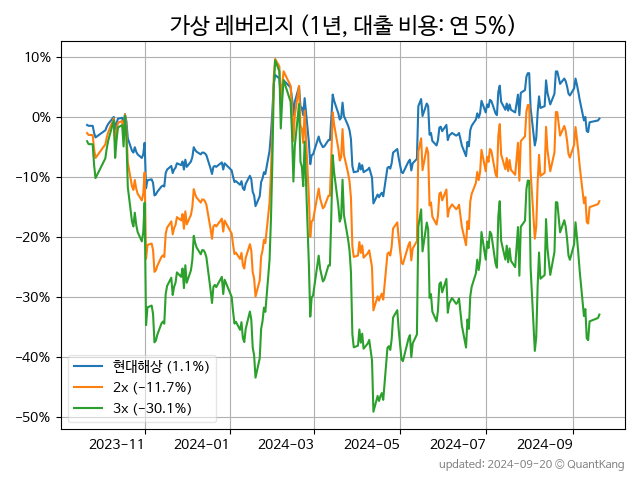 가상 레버리지 (1년, 대출 비용: 연 5%)
10%
0%
−10%
−20%
−30%
−40%
−50%
현대해상 (1.1%)
2x (−11.7%)
3x (−30.1%)
2023-11 2024-01 2024-03 2024-05 2024-07 2024-09
updated: 2024-09-20 © QuantKang